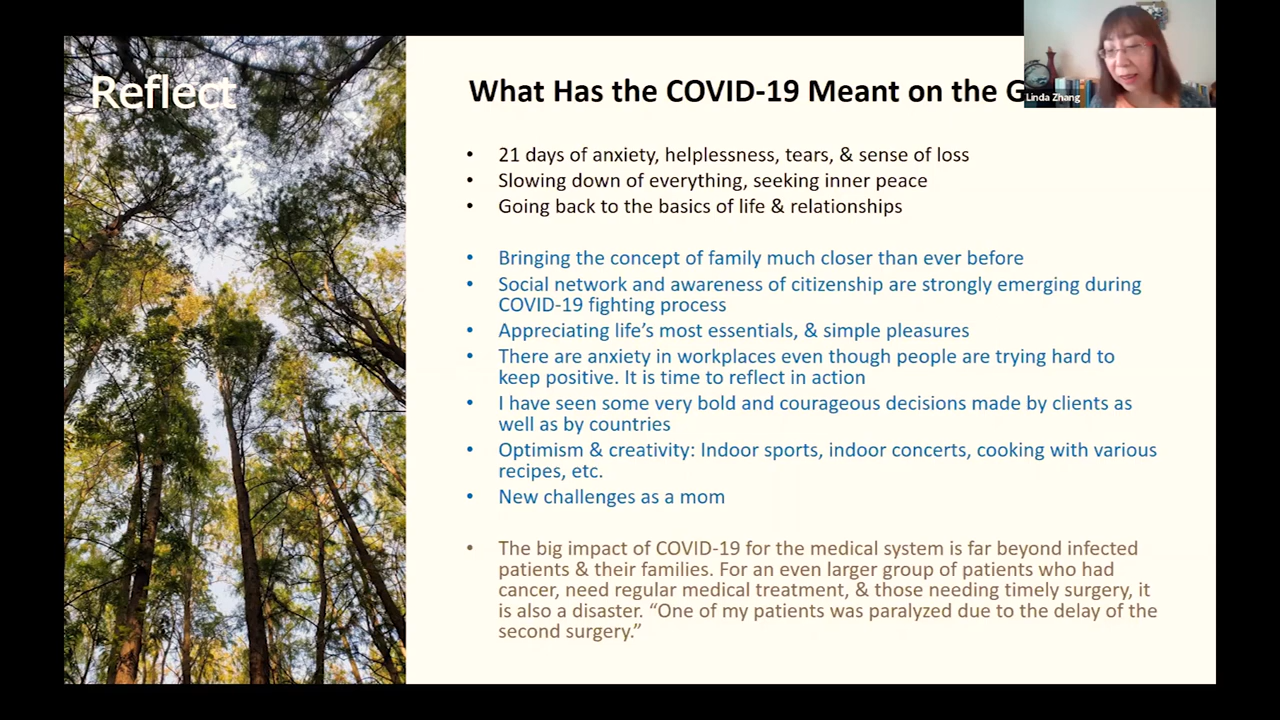 Reflect
What Has the COVID-19 Meant on the
Linda Zhang
• 21 days of anxiety, helplessness, tears, & sense of loss
• Slowing down of everything, seeking inner peace
• Going back to the basics of life & relationships
• Bringing the concept of family much closer than ever before
• Social network and awareness of citizenship are strongly emerging during
COVID-19 fighting process
• Appreciating life’s most essentials, & simple pleasures
• There are anxiety in workplaces even though people are trying hard to
keep positive. It is time to reflect in action
• I have seen some very bold and courageous decisions made by clients as
well as by countries
• Optimism & creativity: Indoor sports, indoor concerts, cooking with various
recipes, etc.
• New challenges as a mom
• The big impact of COVID-19 for the medical system is far beyond infected
patients & their families. For an even larger group of patients who had
cancer, need regular medical treatment, & those needing timely surgery, it
is also a disaster. “One of my patients was paralyzed due to the delay of the
second surgery.”